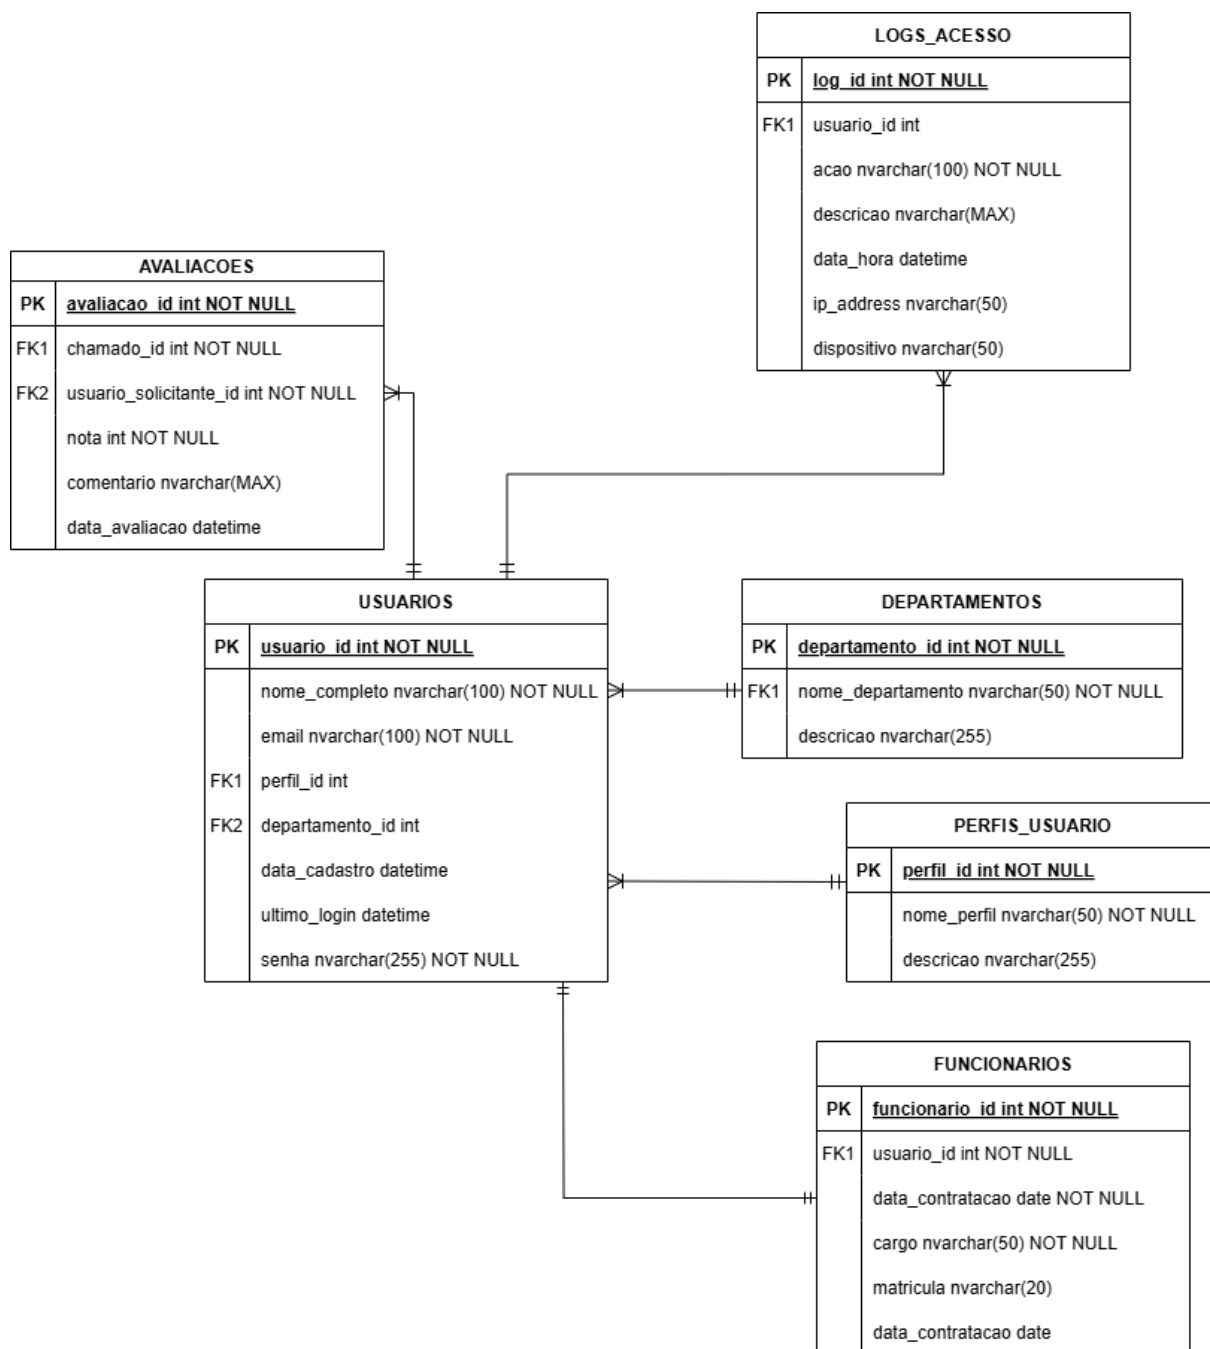 LOGS_ACESSO
PK log_id int NOT NULL
FK1 usuario_id int
acao nvarchar(100) NOT NULL
descricao nvarchar(MAX)
data_hora datetime
ip_address nvarchar(50)
dispositivo nvarchar(50)
AVALIACOES
PK avaliacao_id int NOT NULL
FK1 chamado_id int NOT NULL
FK2 usuario_solicitante_id int NOT NULL
nota int NOT NULL
comentario nvarchar(MAX)
data_avaliacao datetime
USUARIOS
PK usuario_id int NOT NULL
nome_completo nvarchar(100) NOT NULL
email nvarchar(100) NOT NULL
FK1 perfil_id int
FK2 departamento_id int
data_cadastro datetime
ultimo_login datetime
senha nvarchar(255) NOT NULL
DEPARTAMENTOS
PK departamento_id int NOT NULL
FK1 nome_departamento nvarchar(50) NOT NULL
descricao nvarchar(255)
PERFIS_USUARIO
PK perfil_id int NOT NULL
nome_perfil nvarchar(50) NOT NULL
descricao nvarchar(255)
FUNCIONARIOS
PK funcionario_id int NOT NULL
FK1 usuario_id int NOT NULL
data_contratacao date NOT NULL
cargo nvarchar(50) NOT NULL
matricula nvarchar(20)
data_contratacao date